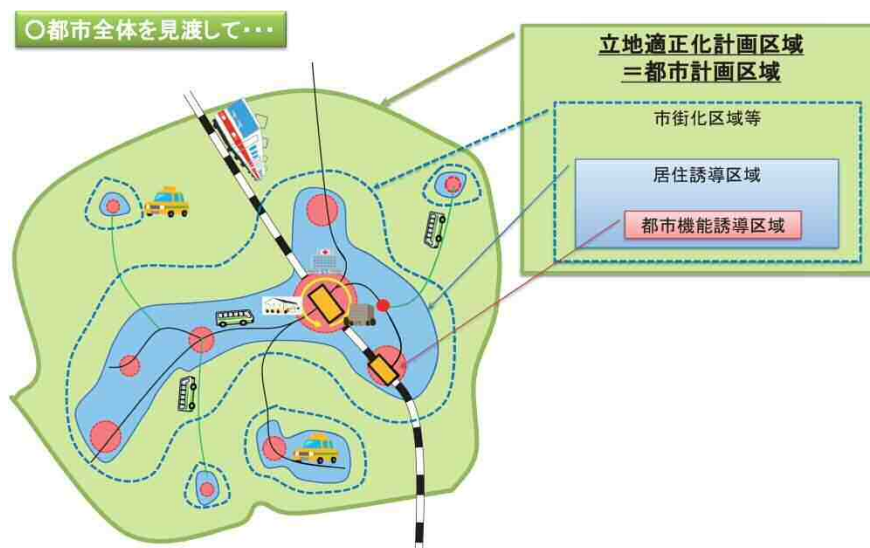 〇都市全体を見渡して・・・
立地適正化計画区域
＝都市計画区域
市街化区域等
居住誘導区域
都市機能誘導区域